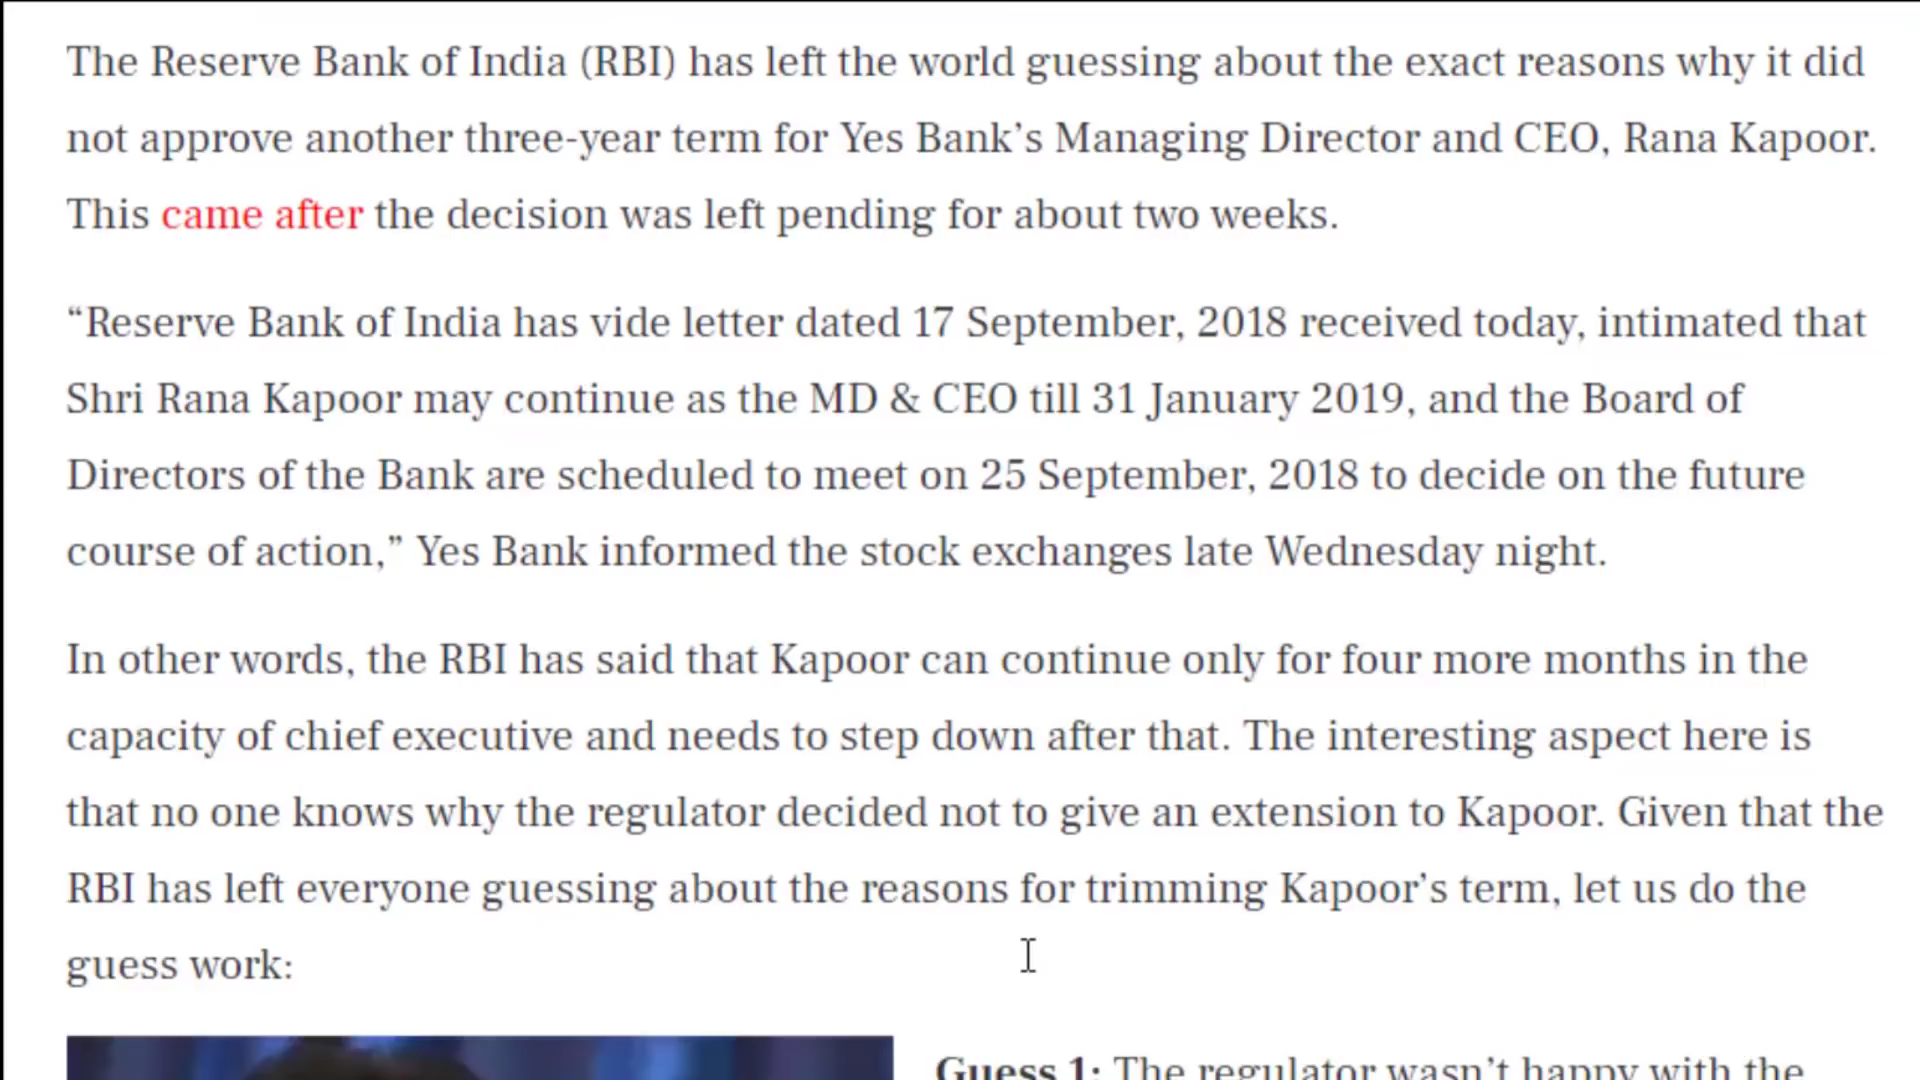 The Reserve Bank of India (RBI) has left the world guessing about the exact reasons why it did
not approve another three-year term for Yes Bank’s Managing Director and CEO, Rana Kapoor.
This came after the decision was left pending for about two weeks.
“Reserve Bank of India has vide letter dated 17 September, 2018 received today, intimated that
Shri Rana Kapoor may continue as the MD & CEO till 31 January 2019, and the Board of
Directors of the Bank are scheduled to meet on 25 September, 2018 to decide on the future
course of action,” Yes Bank informed the stock exchanges late Wednesday night.
In other words, the RBI has said that Kapoor can continue only for four more months in the
capacity of chief executive and needs to step down after that. The interesting aspect here is
that no one knows why the regulator decided not to give an extension to Kapoor. Given that the
RBI has left everyone guessing about the reasons for trimming Kapoor’s term, let us do the
guess work:
Guess 1: The regulator wasn’t happy with the